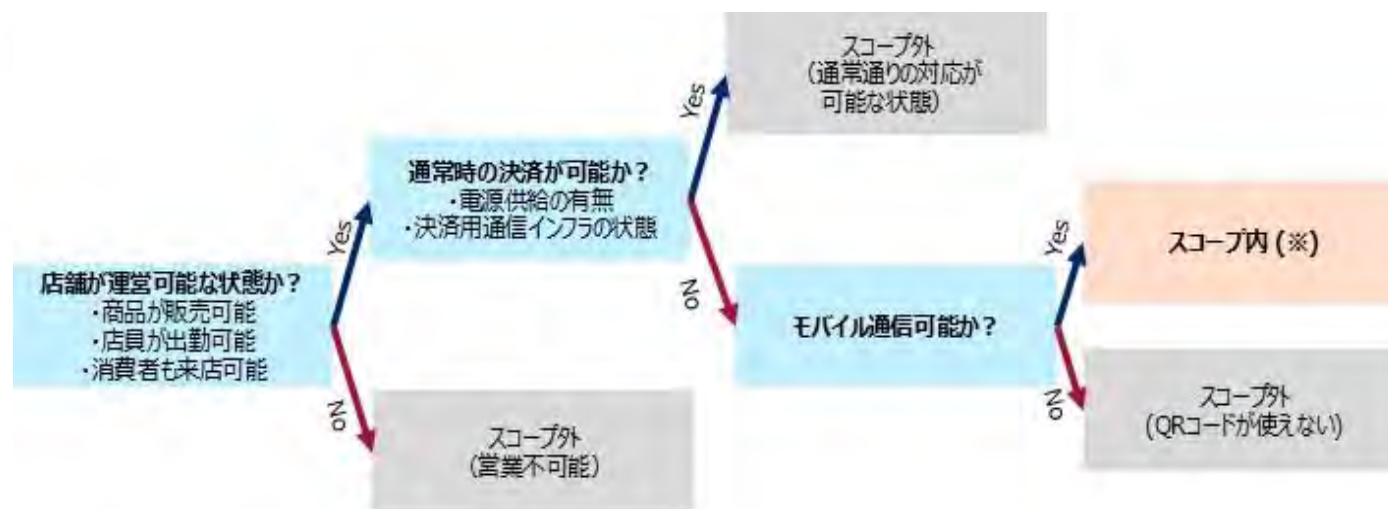 店舗が運営可能な状態か？
・商品が販売可能
・店員が出勤可能
・消費者も来店可能
Yes
No
通常時の決済が可能か？
・電源供給の有無
・決済用通信インフラの状態
スコープ外
（営業不可能）
Yes
No
スコープ外
（通常通りの対応が
可能な状態）
モバイル通信可能か？
Yes
No
スコープ内 (※)
スコープ外
(QRコードが使えない)